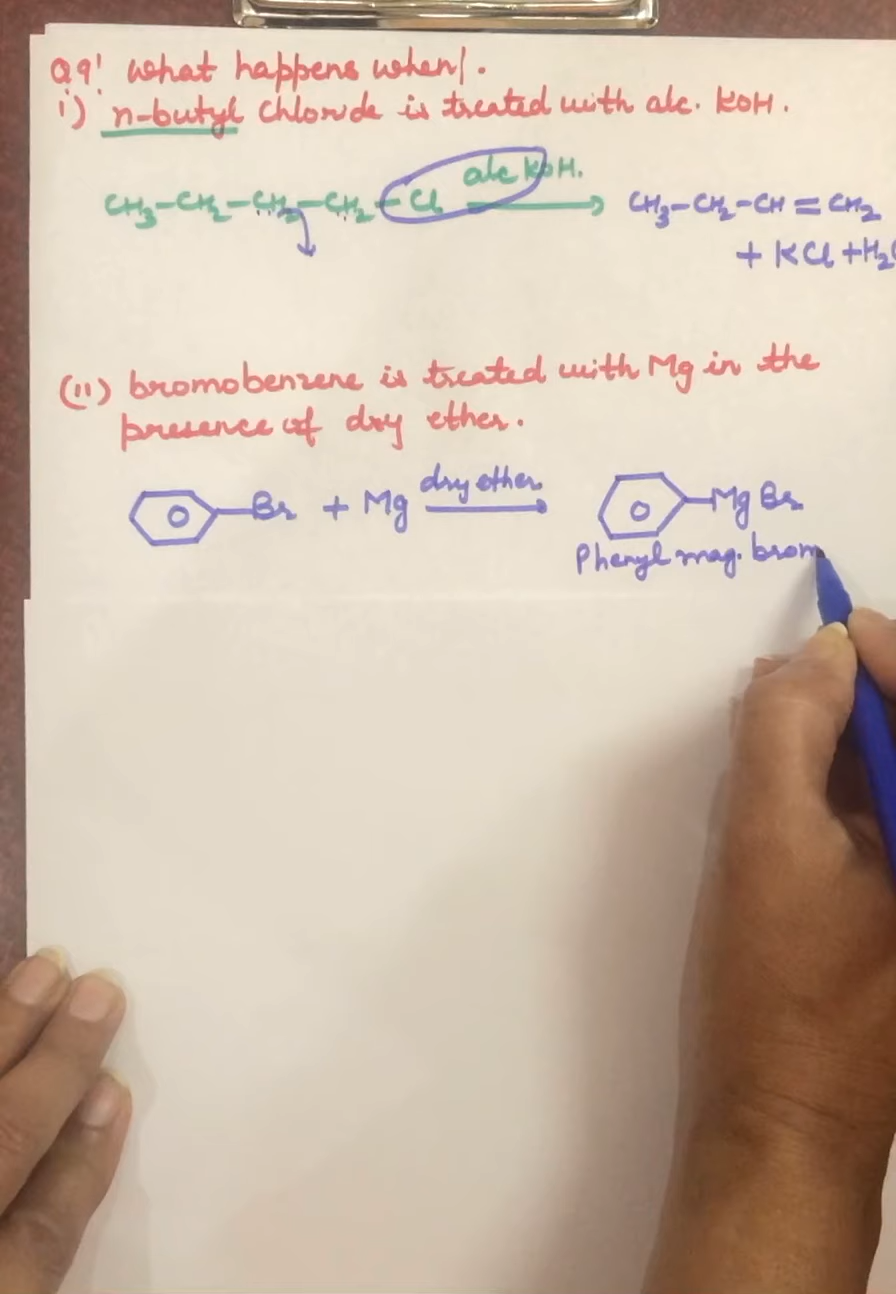 Q9! What happens when/.
i) n-butyl chloride is treated with alc. KOH.
CH₃-CH₂-CH₂-CH₂-Cl alc KOH. → CH₃-CH₂-CH=CH₂
+ KCl + H₂
(ii) bromobenzene is treated with Mg in the
presence of dry ether.
-Br + Mg dry ether → -MgBr
Phenyl mag. brom